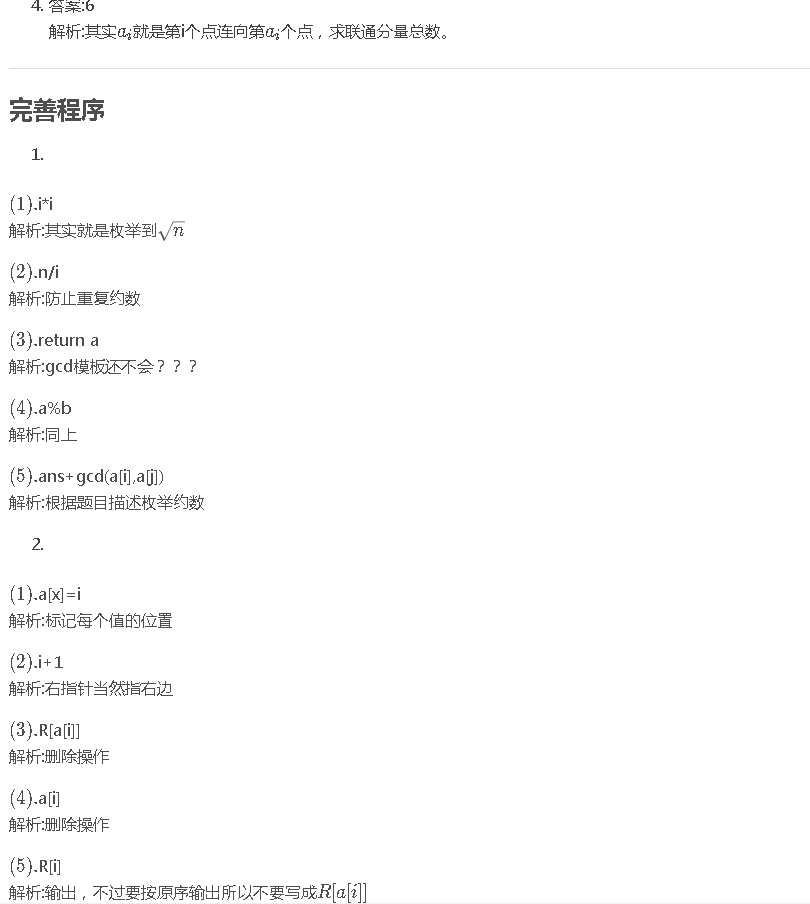 4. 答案:6
解析:其实a_i就是第i个点连向第a_i个点，求联通分量总数。
完善程序
1.
(1).i*i
解析:其实就是枚举到√n
(2).n/i
解析:防止重复约数
(3).return a
解析:gcd模板还不会？？？
(4).a%b
解析:同上
(5).ans+gcd(a[i],a[j])
解析:根据题目描述枚举约数
2.
(1).a[x]=i
解析:标记每个值的位置
(2).i+1
解析:右指针当然指右边
(3).R[a[i]]
解析:删除操作
(4).a[i]
解析:删除操作
(5).R[i]
解析:输出，不过要按原序输出所以不要写成R[a[i]]